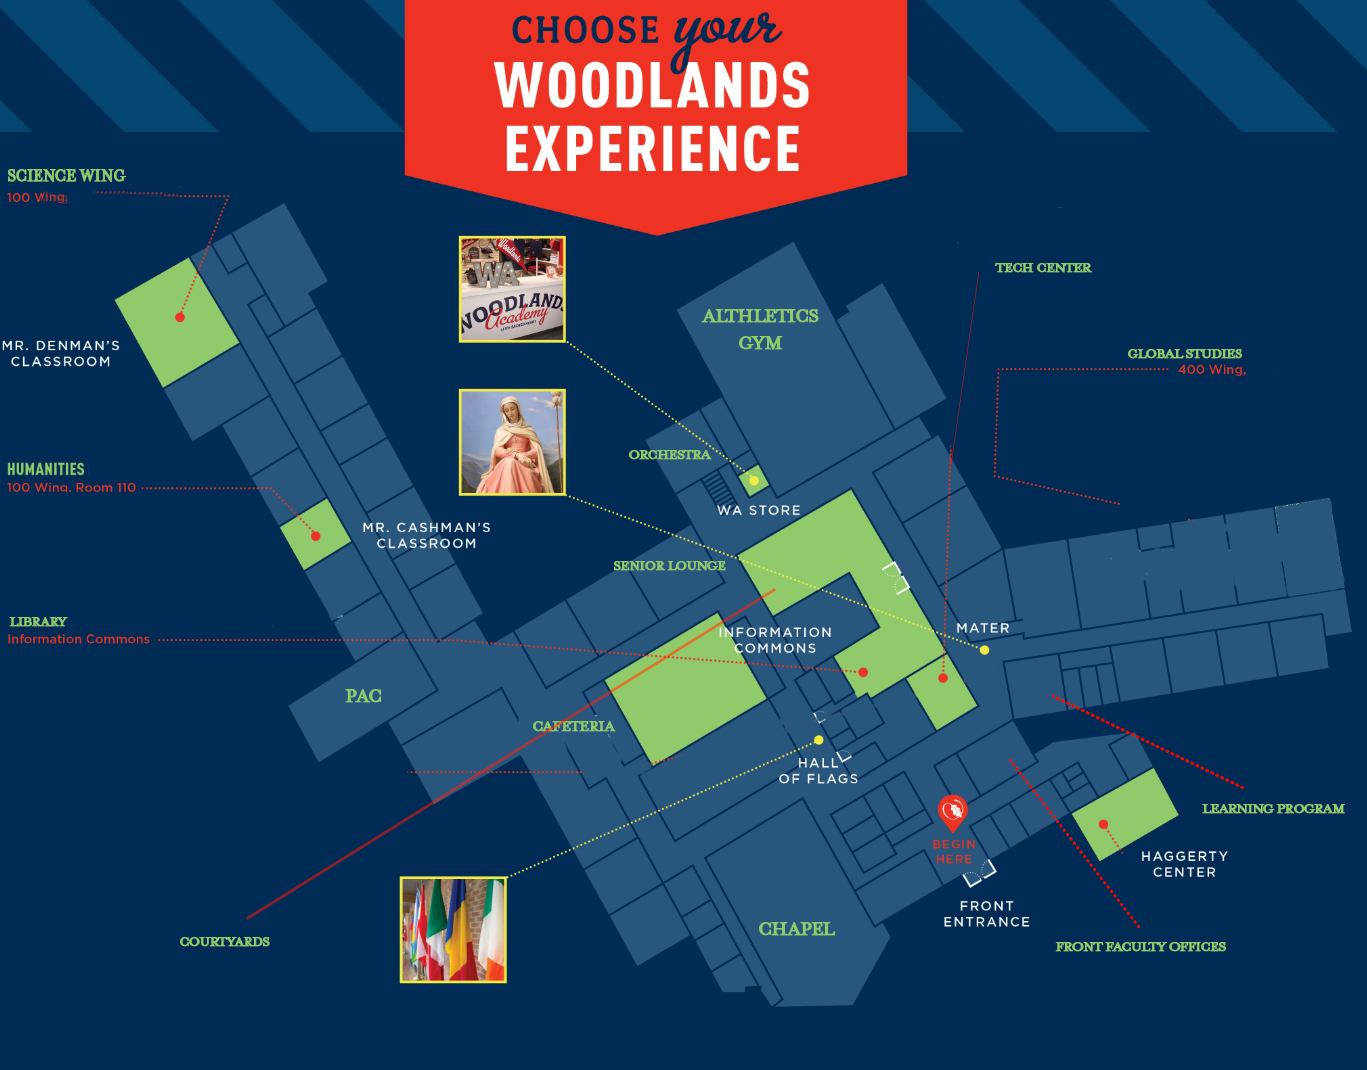 CHOOSE your
WOODLANDS
EXPERIENCE
SCIENCE WING
100 Wing,
MR. DENMAN'S
CLASSROOM
HUMANITIES
100 Wing, Room 110
MR. CASHMAN'S
CLASSROOM
LIBRARY
Information Commons
PAC
COURTYARDS
WA
Woodlands
WOODLANDS
Academy
ALTHLETICS
GYM
ORCHESTRA
WA STORE
SENIOR LOUNGE
INFORMATION
COMMONS
CAFETERIA
HALL
OF FLAGS
CHAPEL
MATER
TECH CENTER
GLOBAL STUDIES
400 Wing,
LEARNING PROGRAM
HAGGERTY
CENTER
BEGIN
HERE
FRONT
ENTRANCE
FRONT FACULTY OFFICES